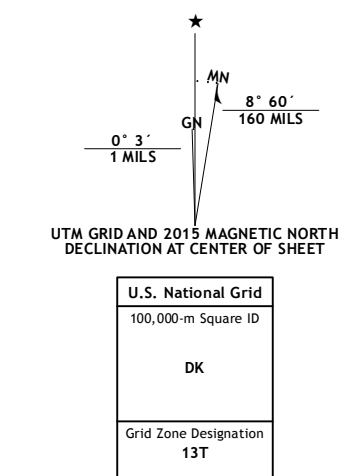 ★
MN
GN
8° 60´
160 MILS
0° 3´
1 MILS
UTM GRID AND 2015 MAGNETIC NORTH
DECLINATION AT CENTER OF SHEET
U.S. National Grid
100,000-m Square ID
DK
Grid Zone Designation
13T